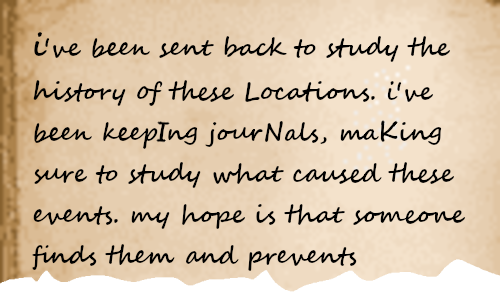 i've been sent back to study the
history of these Locations. i've
been keepIng jourNals, maKing
sure to study what caused these
events. my hope is that someone
finds them and prevents